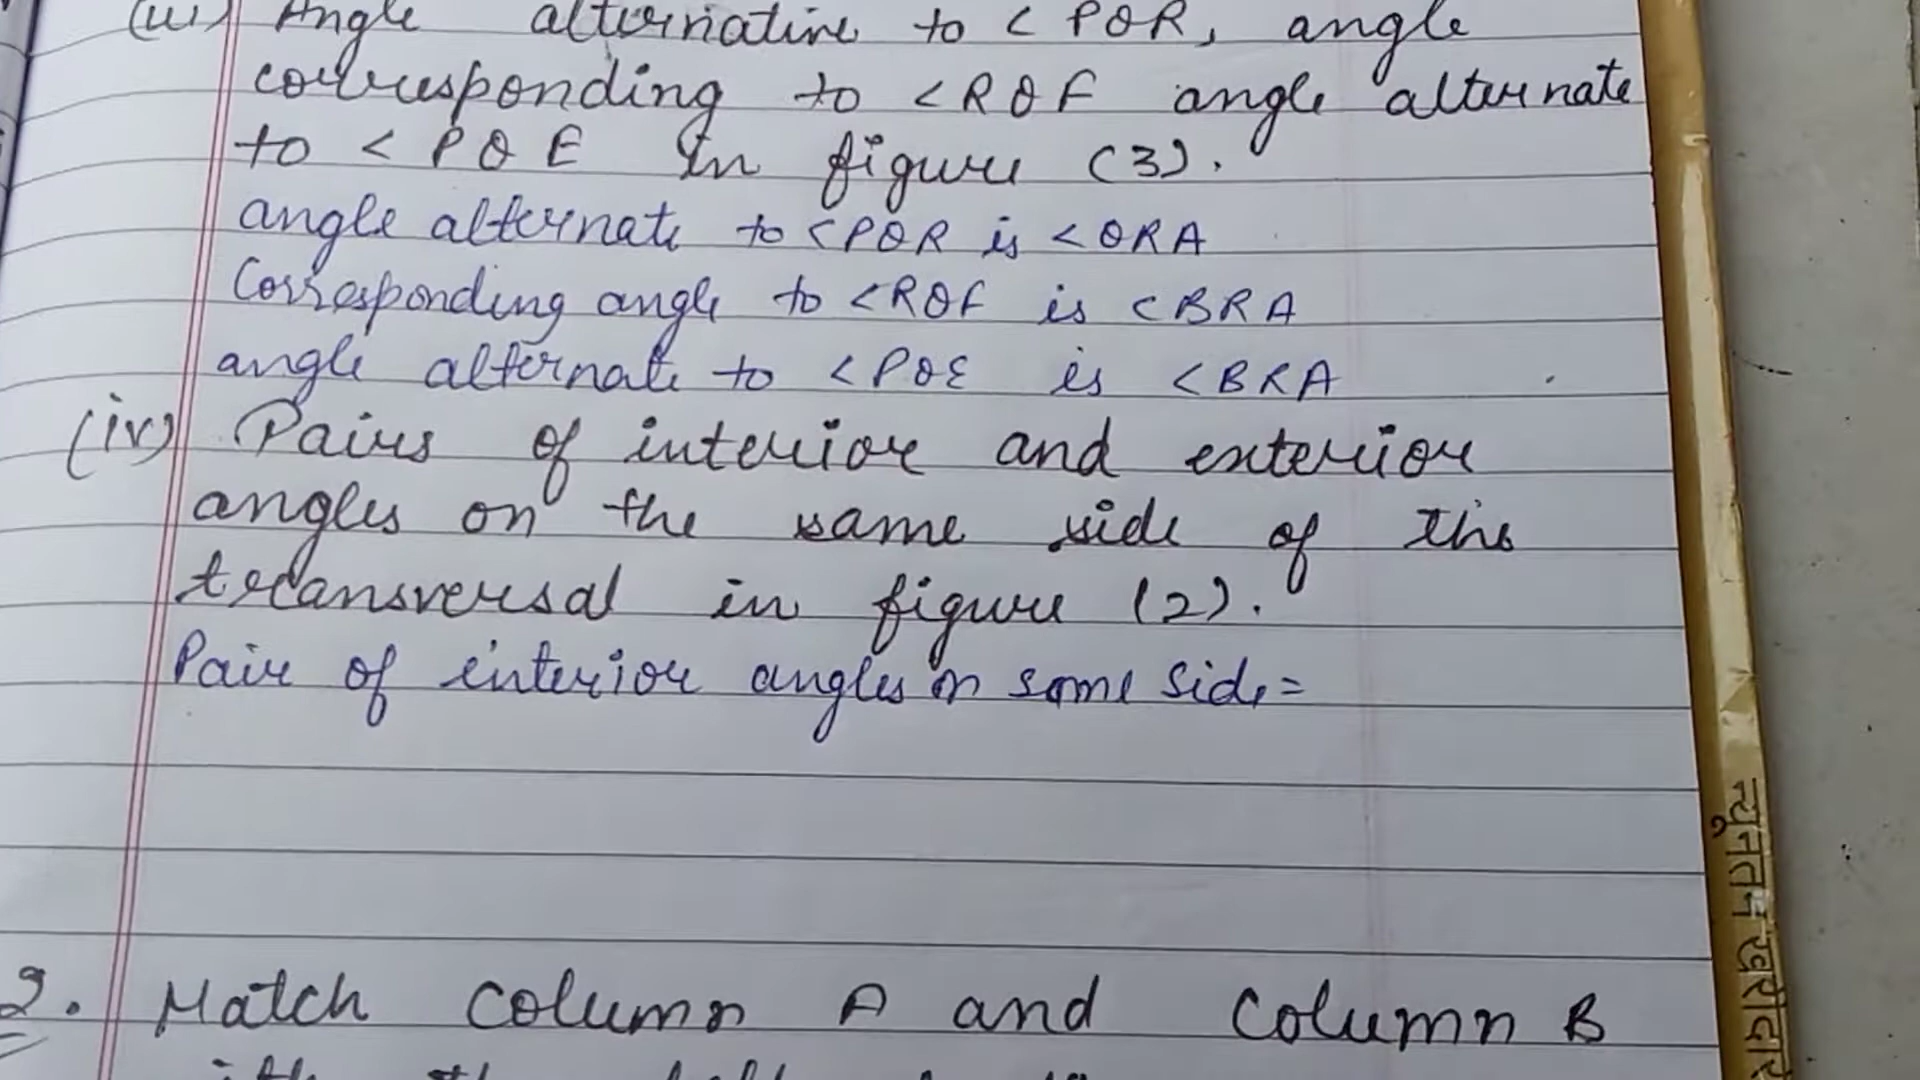 (iii) Angle alternative to < PQR, angle
corresponding to <RQF angle alternate
to < PQE In figure (3).
angle alternate to <PQR is <QRA
Corresponding angle to <RQF is <BRA
angle alternate to <PQE is <BRA
(iv) Pairs of interior and exterior
angles on the same side of the
transversal in figure (2).
Pair of interior angles on same side=
2. Match column A and column B
न्यूनतम खरीदार